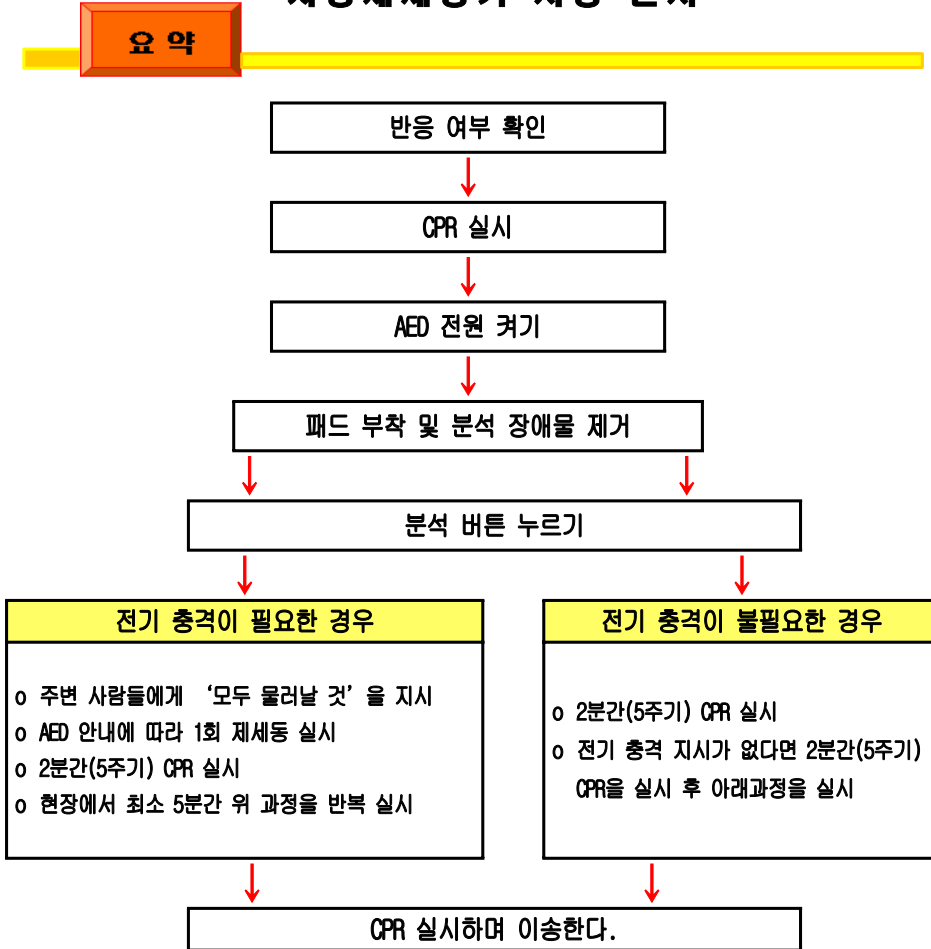 요 약
반응 여부 확인
CPR 실시
AED 전원 켜기
패드 부착 및 분석 장애물 제거
분석 버튼 누르기
전기 충격이 필요한 경우
o 주변 사람들에게 ‘모두 물러날 것’을 지시
o AED 안내에 따라 1회 제세동 실시
o 2분간(5주기) CPR 실시
o 현장에서 최소 5분간 위 과정을 반복 실시
전기 충격이 불필요한 경우
o 2분간(5주기) CPR 실시
o 전기 충격 지시가 없다면 2분간(5주기)
CPR을 실시 후 아래과정을 실시
CPR 실시하며 이송한다.